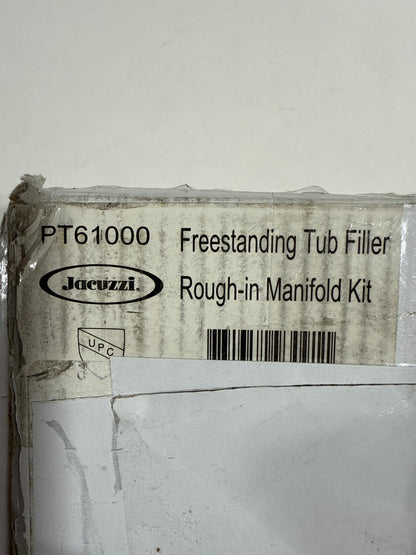 PT61000 Freestanding Tub Filler
Jacuzzi. Rough-in Manifold Kit
UPC